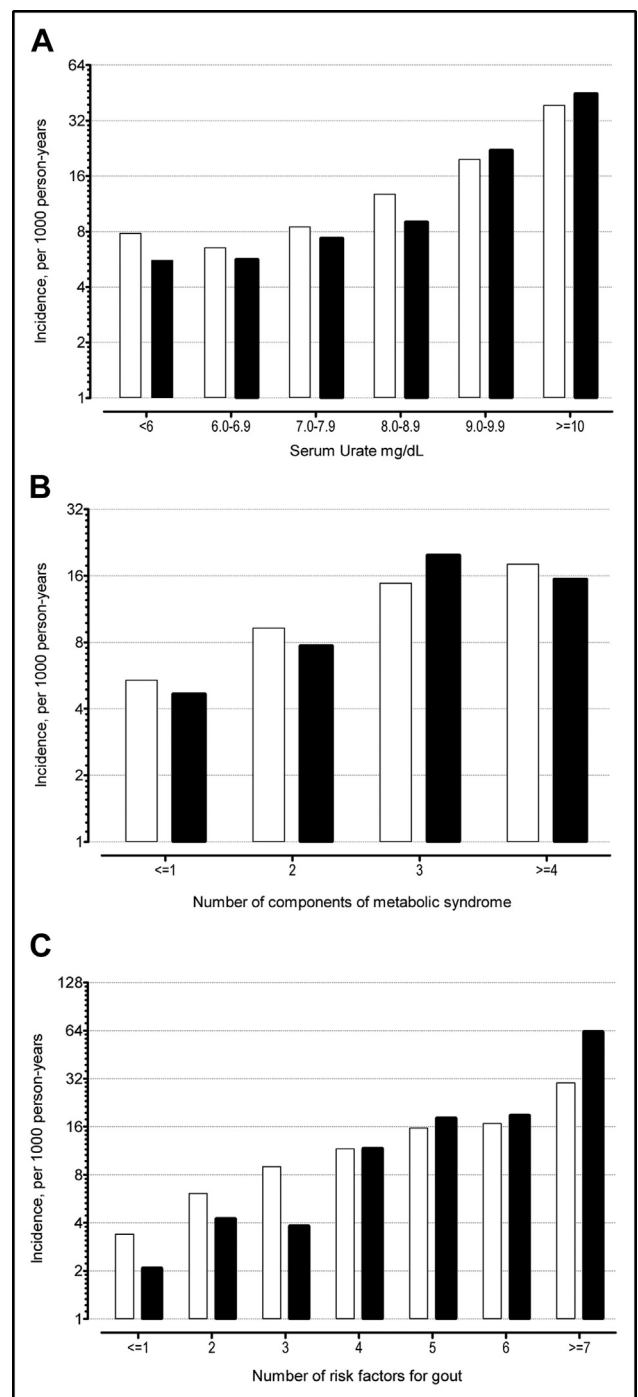 A
64
32
16
8
4
2
1
Incidence, per 1000 person-years
<6 6.0-6.9 7.0-7.9 8.0-8.9 9.0-9.9 >=10
Serum Urate mg/dL
B
32
16
8
4
2
1
Incidence, per 1000 person-years
<=1 2 3 >=4
Number of components of metabolic syndrome
C
128
64
32
16
8
4
2
1
Incidence, per 1000 person-years
<=1 2 3 4 5 6 >=7
Number of risk factors for gout